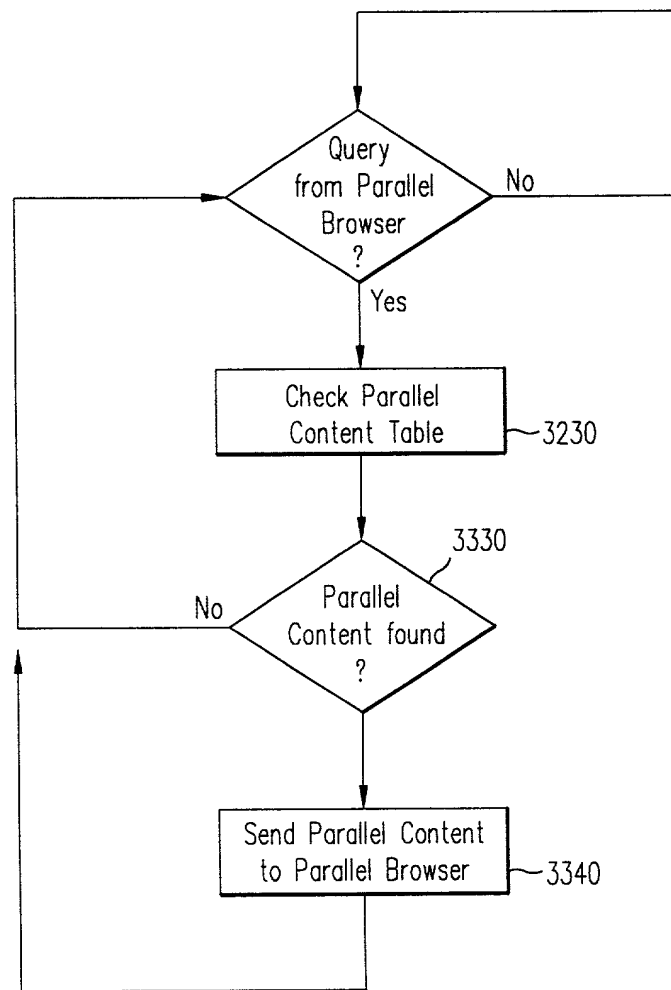 Query
from Parallel
Browser
?
No
Yes
Check Parallel
Content Table
3230
3330
No
Parallel
Content found
?
Send Parallel Content
to Parallel Browser
3340